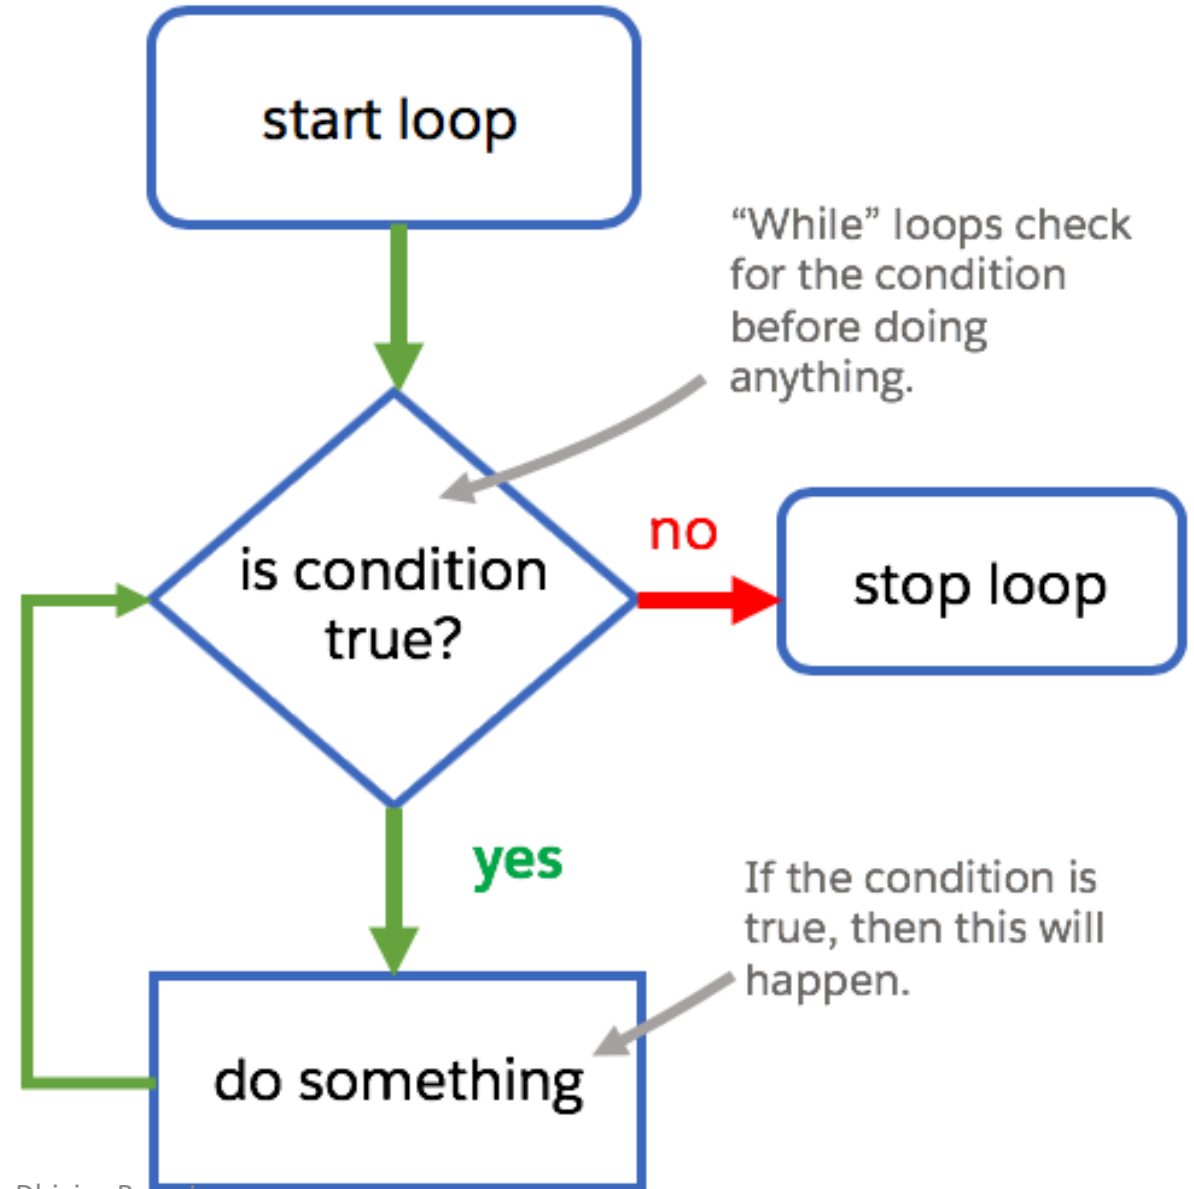 start loop
“While” loops check
for the condition
before doing
anything.
no
is condition
true?
stop loop
yes
If the condition is
true, then this will
happen.
do something